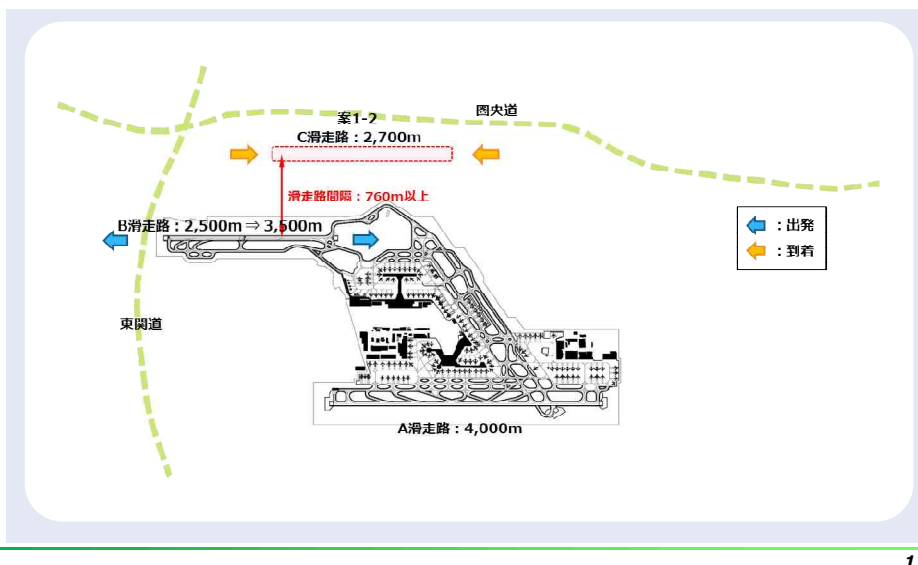 圏央道
案1-2
C滑走路：2,700m
滑走路間隔：760m以上
B滑走路：2,500m⇒3,500m
：出発
：到着
東関道
A滑走路：4,000m
1